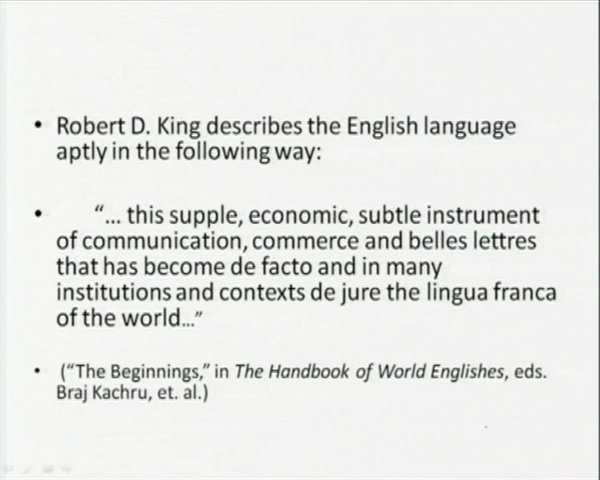 • Robert D. King describes the English language
aptly in the following way:
• “... this supple, economic, subtle instrument
of communication, commerce and belles lettres
that has become de facto and in many
institutions and contexts de jure the lingua franca
of the world...”
• (“The Beginnings,” in The Handbook of World Englishes, eds.
Braj Kachru, et. al.)